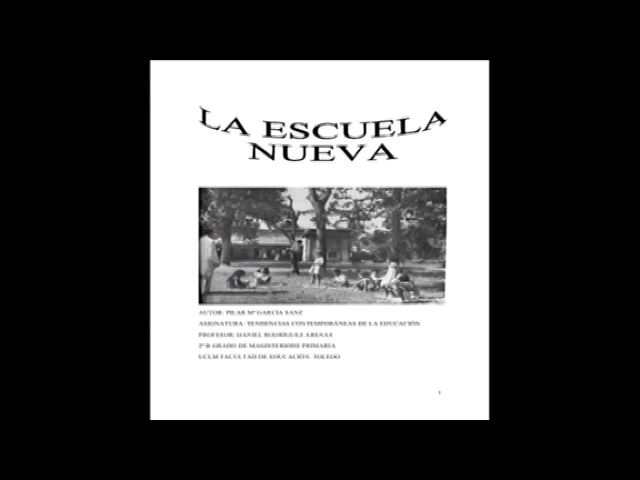 LA ESCUELA
NUEVA
AUTOR: PILAR Mª GARCÍA SANZ
ASIGNATURA: TENDENCIAS CONTEMPORÁNEAS DE LA EDUCACIÓN
PROFESOR: DANIEL RODRÍGUEZ ARENAS
2º B GRADO DE MAGISTERIO DE PRIMARIA
UCLM FACULTAD DE EDUCACIÓN. TOLEDO
1